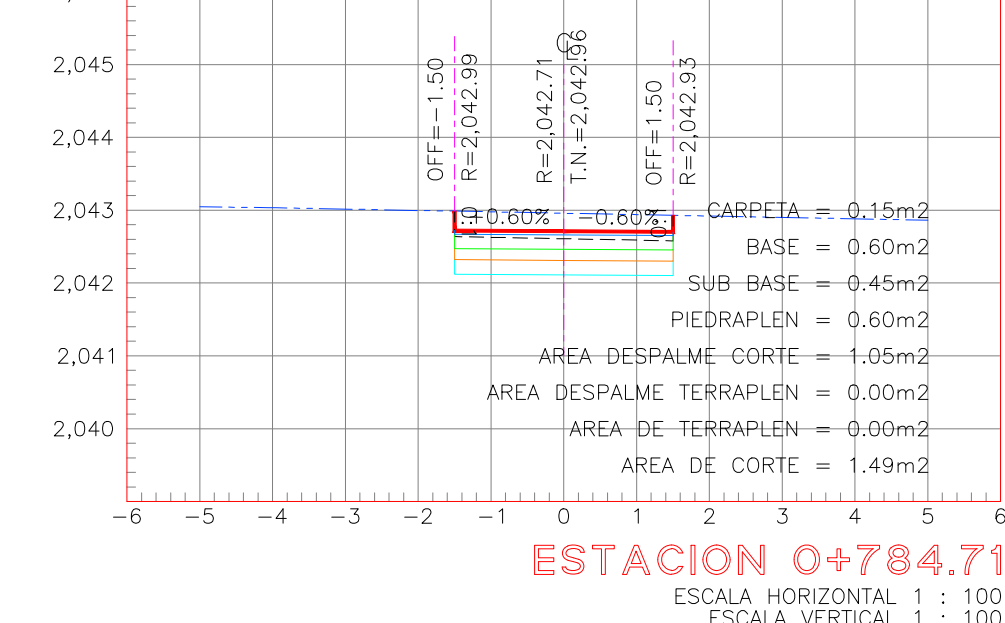 2,045
2,044
2,043
2,042
2,041
2,040
OFF=-1.50
R=2,042.99
R=2,042.71
T.N.=2,042.96
OFF=1.50
R=2,042.93
+0.60%
-0.60%
CARPETA = 0.15m2
BASE = 0.60m2
SUB BASE = 0.45m2
PIEDRAPLEN = 0.60m2
AREA DESPALME CORTE = 1.05m2
AREA DESPALME TERRAPLEN = 0.00m2
AREA DE TERRAPLEN = 0.00m2
AREA DE CORTE = 1.49m2
-6 -5 -4 -3 -2 -1 0 1 2 3 4 5 6
ESTACION 0+784.71
ESCALA HORIZONTAL 1 : 100
ESCALA VERTICAL 1 : 100